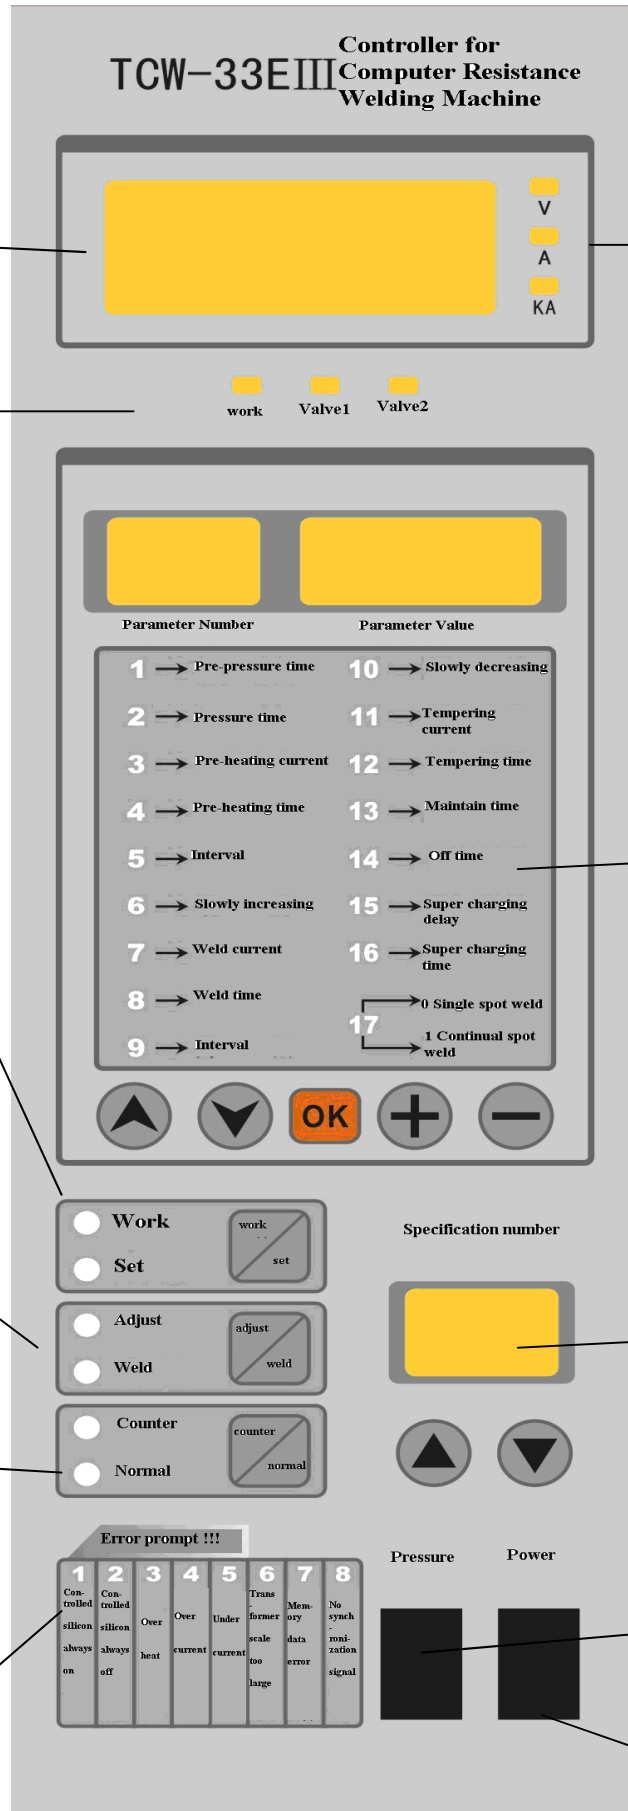 TCW-33EIII
Controller for
Computer Resistance
Welding Machine
V
A
KA
work Valve1 Valve2
Parameter Number Parameter Value
1 Pre-pressure time
2 Pressure time
3 Pre-heating current
4 Pre-heating time
5 Interval
6 Slowly increasing
7 Weld current
8 Weld time
9 Interval
10 Slowly decreasing
11 Tempering
current
12 Tempering time
13 Maintain time
14 Off time
15 Super charging
delay
16 Super charging
time
17
0 Single spot weld
1 Continual spot
weld
OK
Work
Set
work
set
Specification number
Adjust
Weld
adjust
weld
Counter
Normal
counter
normal
Error prompt !!!
1
Con-
trolled
silicon
always
on
2
Con-
trolled
silicon
always
off
3
Over
heat
4
Over
current
5
Under
current
6
Trans
-
former
scale
too
large
7
Mem-
ory
data
error
8
No
synch
-
roni-
zation
signal
Pressure Power